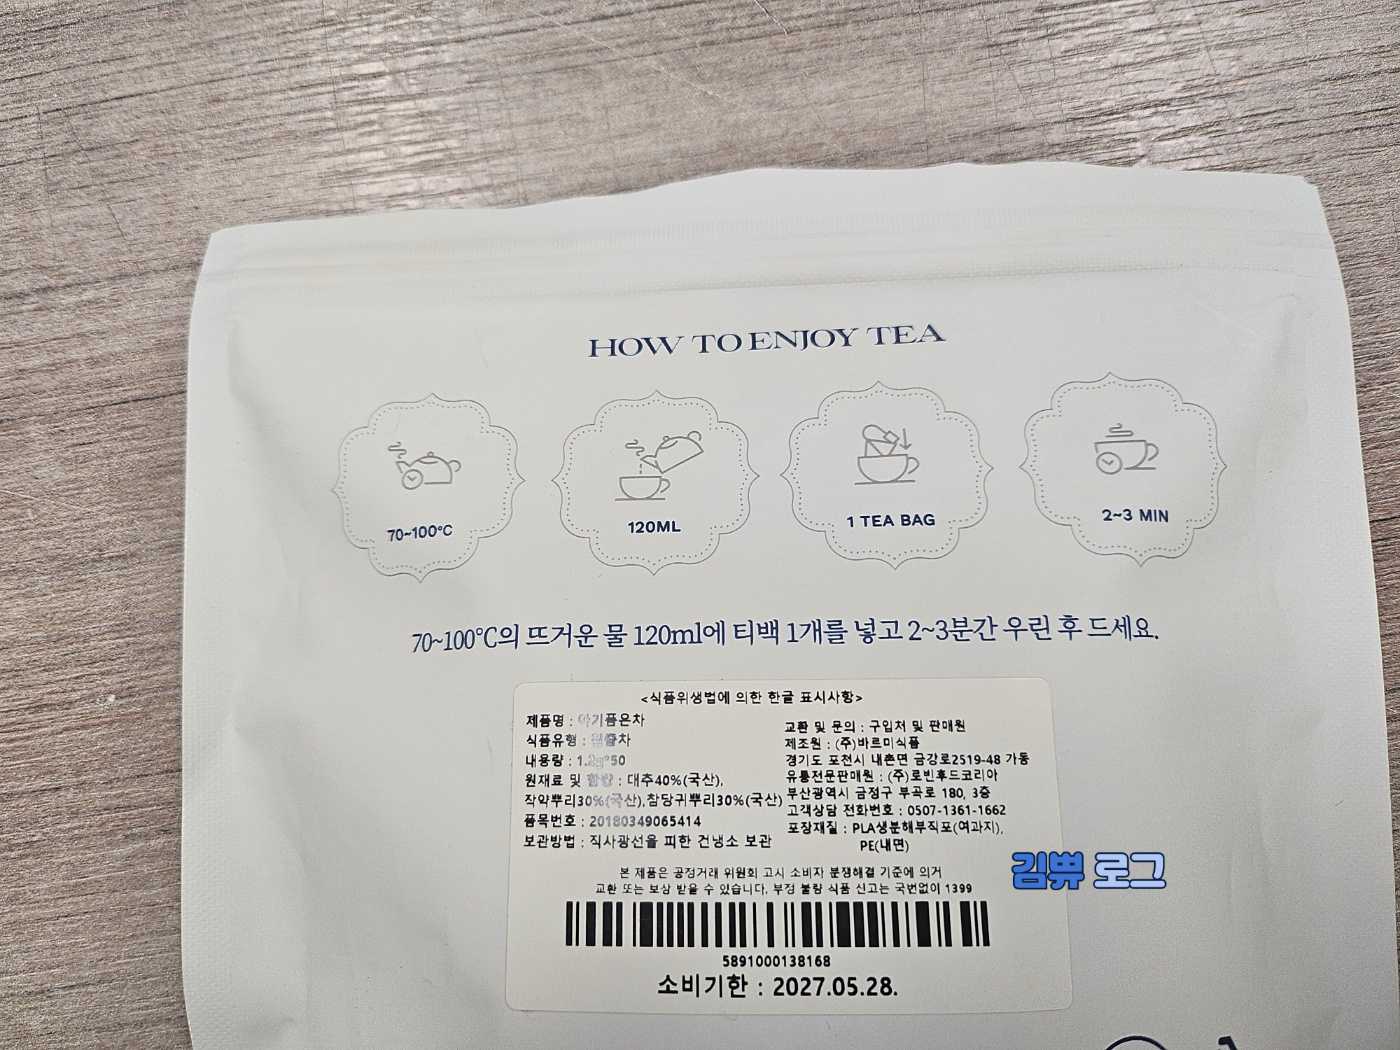 HOW TO ENJOY TEA
70~100°C
120ML
1 TEA BAG
2~3 MIN
70~100℃의 뜨거운 물 120ml에 티백 1개를 넣고 2~3분간 우린 후 드세요.
<식품위생법에 의한 한글 표시사항>
제품명 : 아기품은차
식품유형 : 침출차
내용량 : 1.2g*50
원재료 및 함량 : 대추40%(국산),
작약뿌리30%(국산),참당귀뿌리30%(국산)
품목번호 : 20180349065414
보관방법 : 직사광선을 피한 건냉소 보관
교환 및 문의 : 구입처 및 판매원
제조원 : (주)바르미식품
경기도 포천시 내촌면 금강로2519-48 가동
유통전문판매원 : (주)로빈후드코리아
부산광역시 금정구 부곡로 180, 3층
고객상담 전화번호 : 0507-1361-1662
포장재질 : PLA생분해부직포(여과지),
PE(내면)
본 제품은 공정거래 위원회 고시 소비자 분쟁해결 기준에 의거
교환 또는 보상 받을 수 있습니다. 부정 불량 식품 신고는 국번없이 1399
5891000138168
소비기한 : 2027.05.28.
김쀼 로그